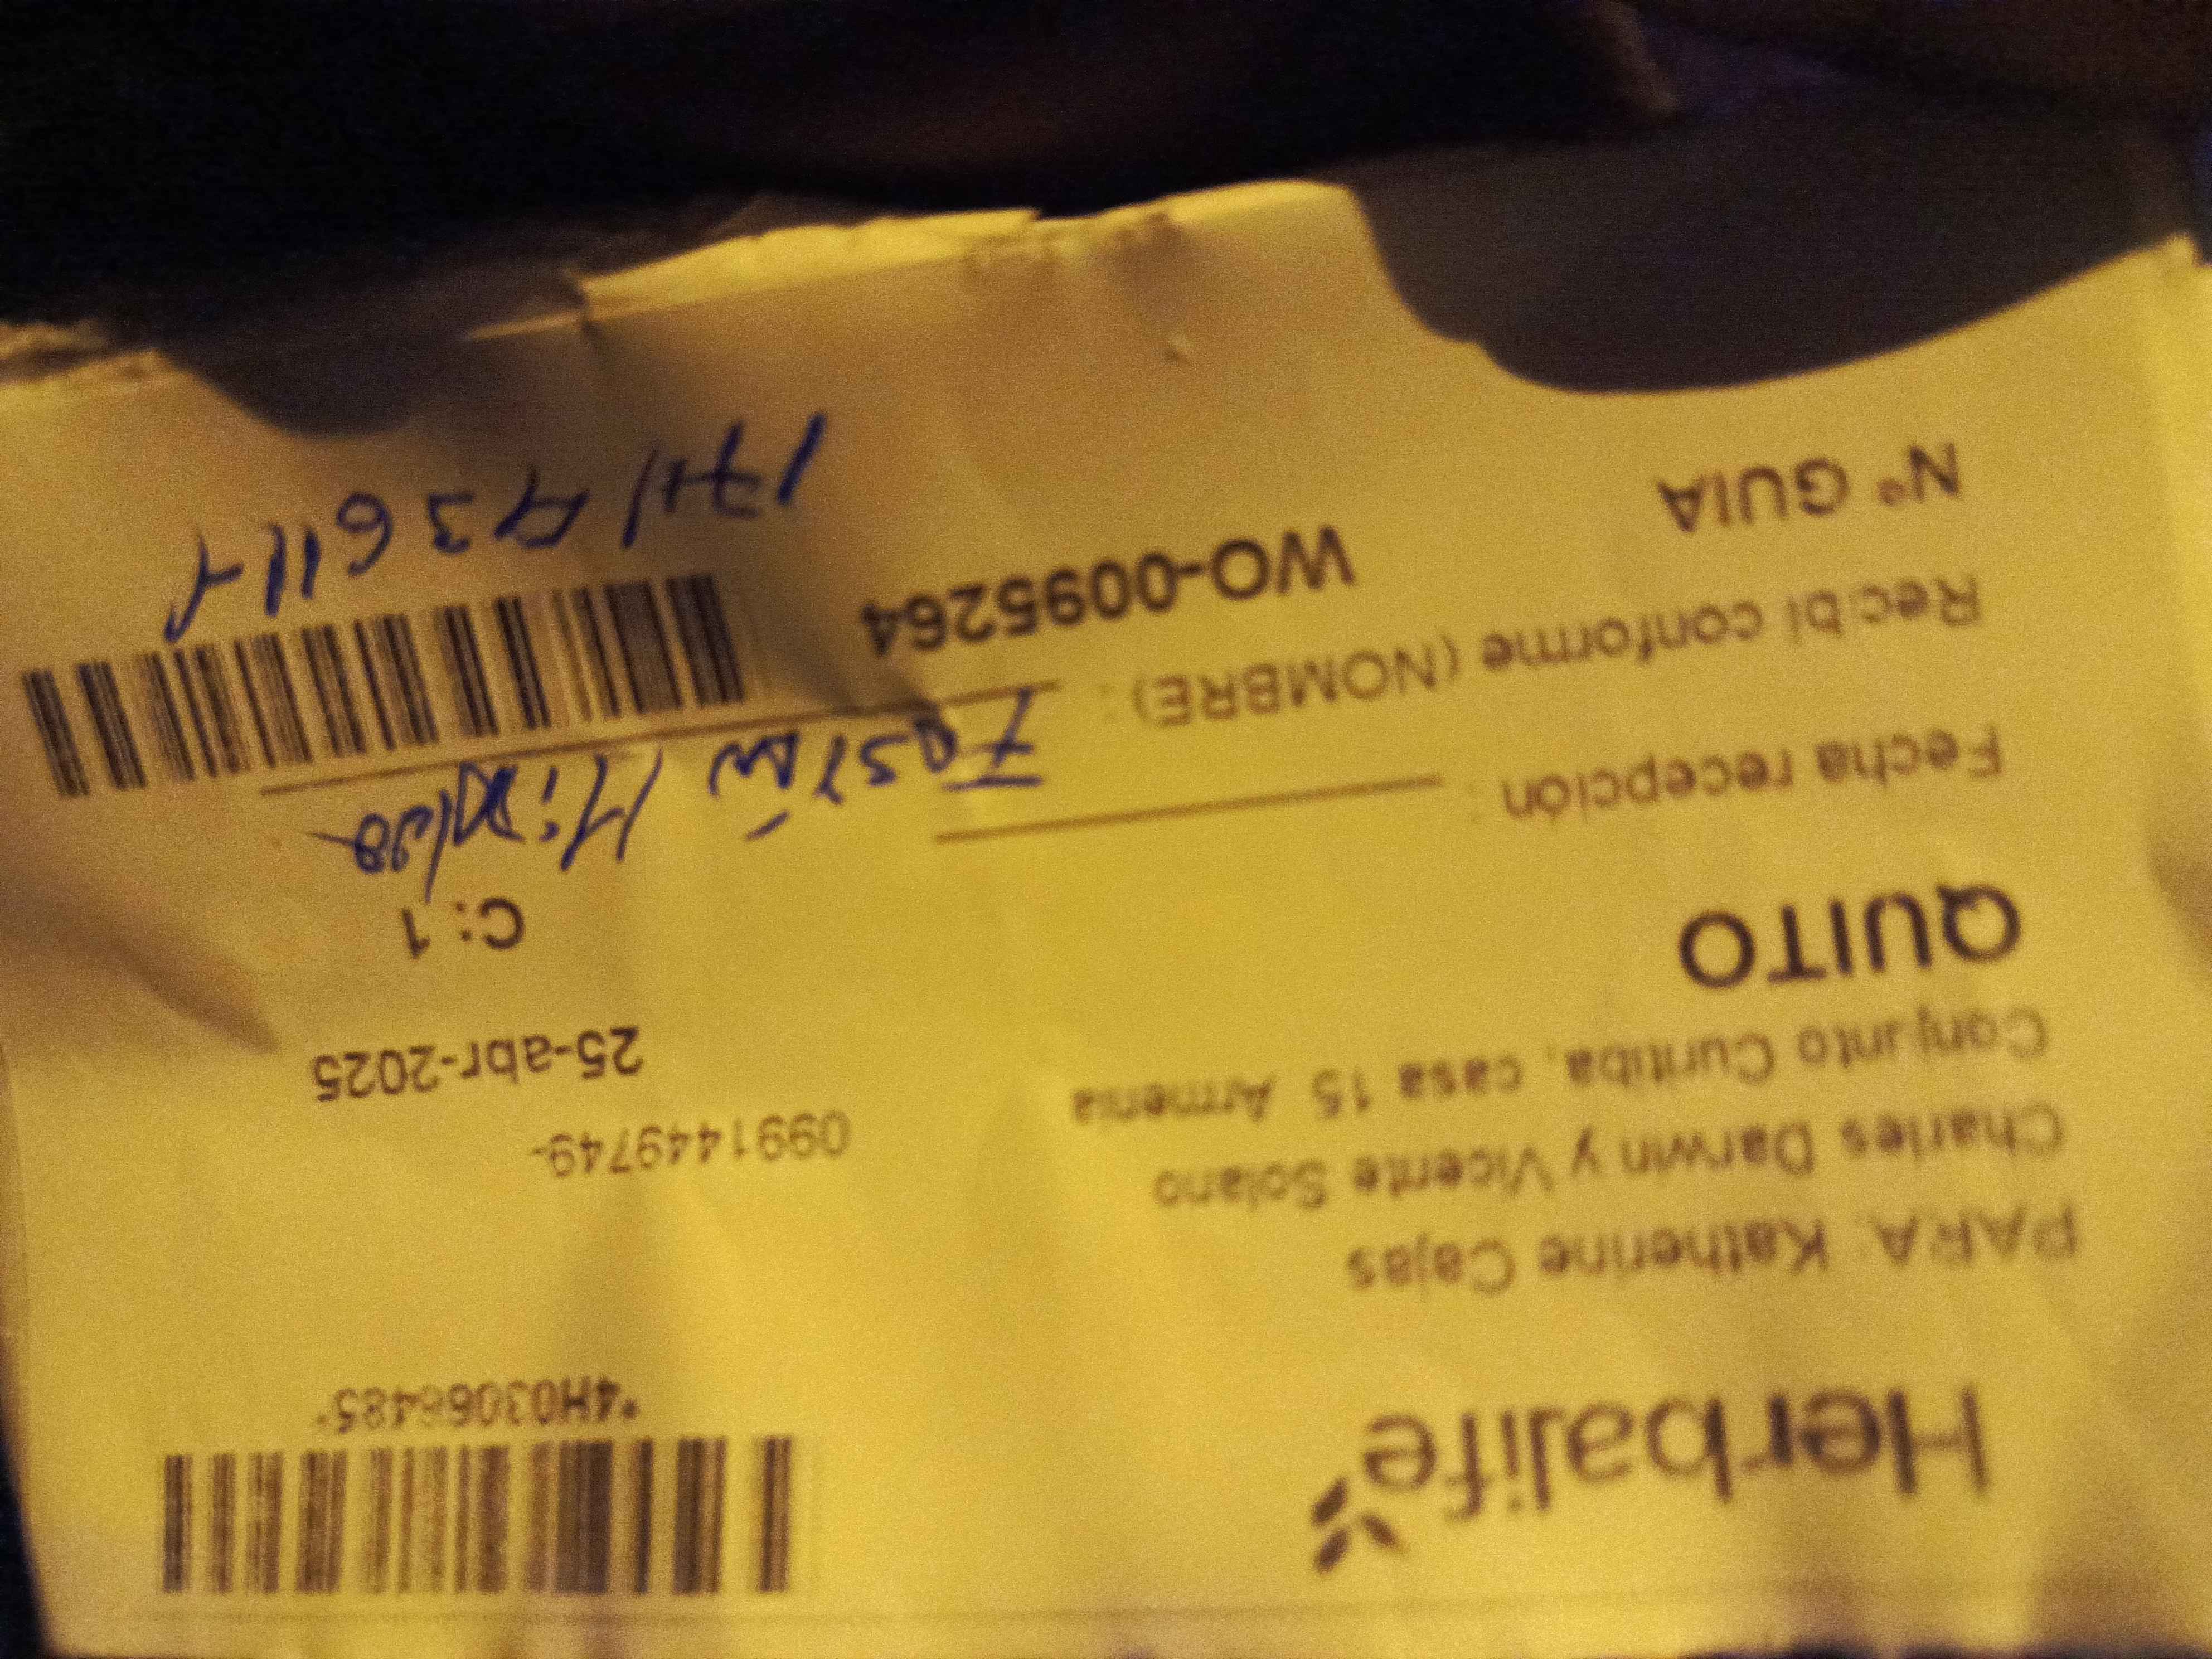 Herbalife
*4H03066485*
PARA: Katherine Cajas
Charles Darwin y Vicente Solano
0991449749-
Conjunto Curitiba, casa 15 Armenia
25-abr-2025
QUITO
C: 1
Fecha recepción :
Recibi conforme (NOMBRE) :
Nº GUIA
WO-0095264